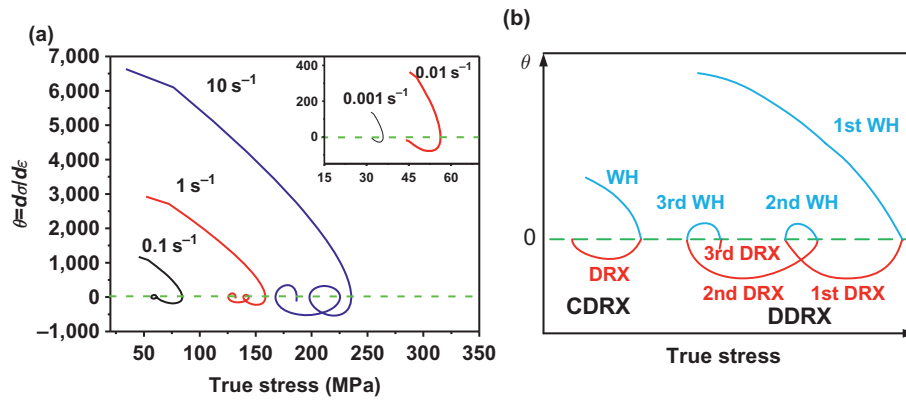 (a)
7,000
6,000
5,000
4,000
3,000
2,000
1,000
0
–1,000
θ=dσ/dε
10 s⁻¹
1 s⁻¹
0.1 s⁻¹
400
200
0
0.01 s⁻¹
0.001 s⁻¹
15 30 45 60
50 100 150 200 250 300 350
True stress (MPa)
(b)
θ
0
1st WH
WH
3rd WH
2nd WH
DRX
3rd DRX
2nd DRX
1st DRX
CDRX
DDRX
True stress